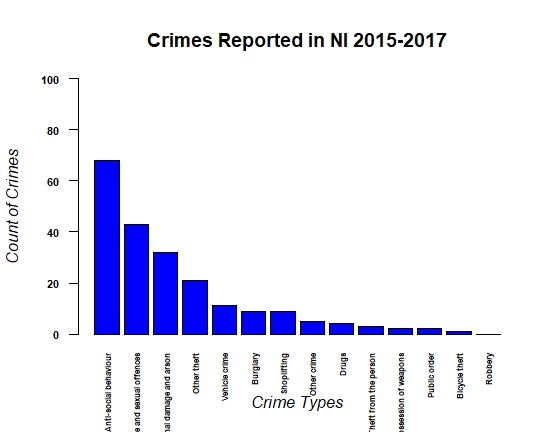 Crimes Reported in NI 2015-2017
Count of Crimes
100
80
60
40
20
0
Anti-social behaviour
e and sexual offences
nal damage and arson
Other theft
Vehicle crime
Burglary
Shoplifting
Other crime
Drugs
Theft from the person
ossession of weapons
Public order
Bicycle theft
Robbery
Crime Types